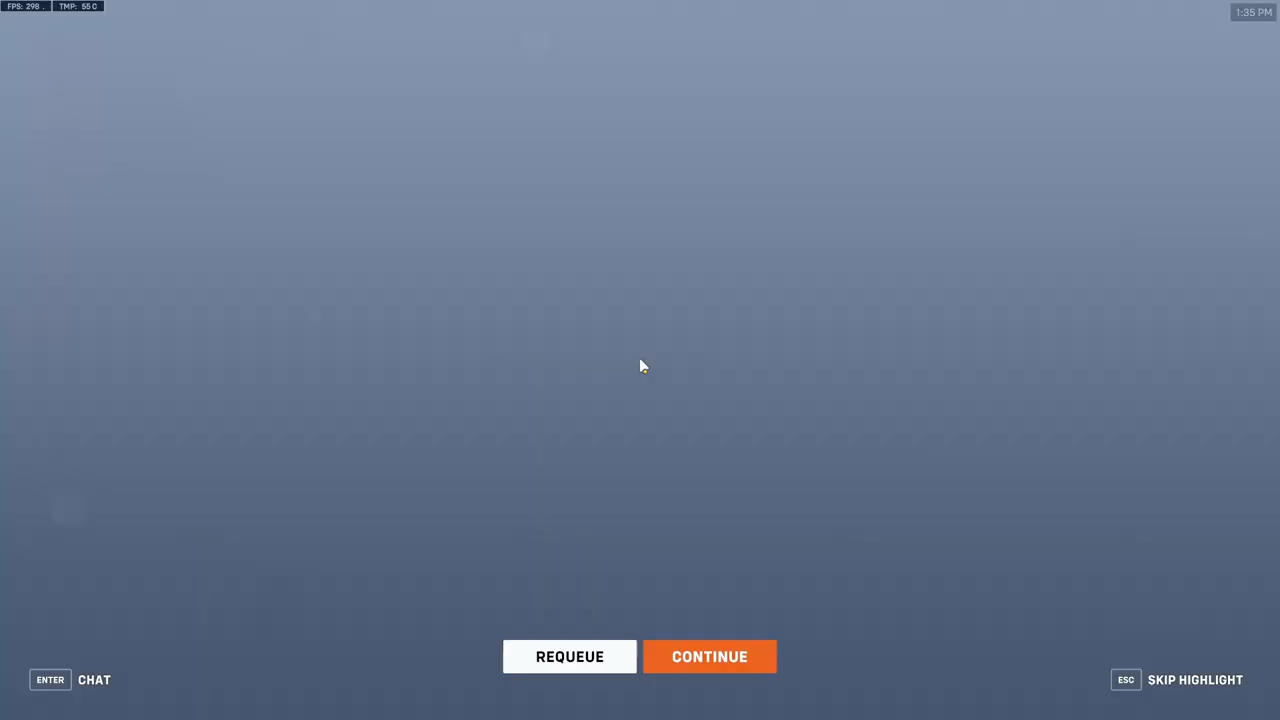 FPS: 298 . TMP: 55 C
1:35 PM
REQUEUE CONTINUE
ENTER CHAT
ESC SKIP HIGHLIGHT